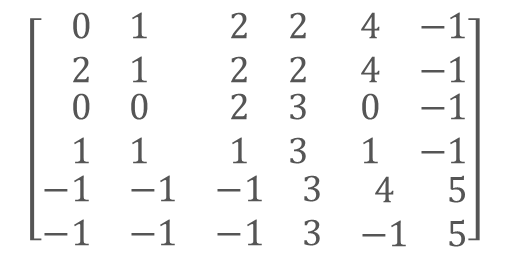 0 1 2 2 4 −1
2 1 2 2 4 −1
0 0 2 3 0 −1
1 1 1 3 1 −1
−1 −1 −1 3 4 5
−1 −1 −1 3 −1 5